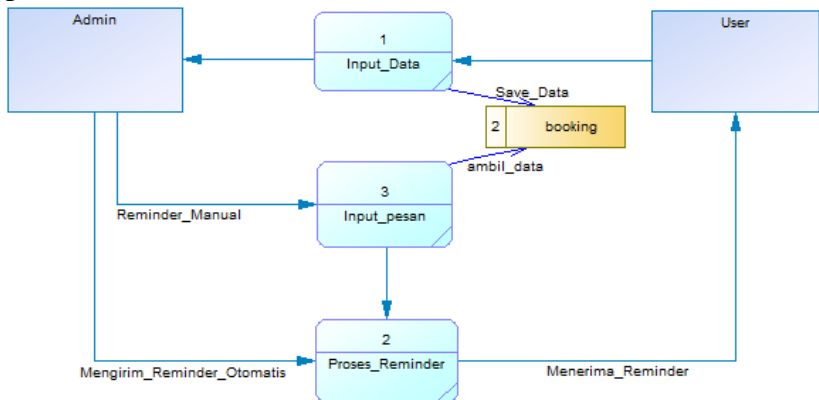 Admin
1
Input_Data
User
Save_Data
2
booking
ambil_data
3
Input_pesan
Reminder_Manual
2
Proses_Reminder
Mengirim_Reminder_Otomatis
Menerima_Reminder